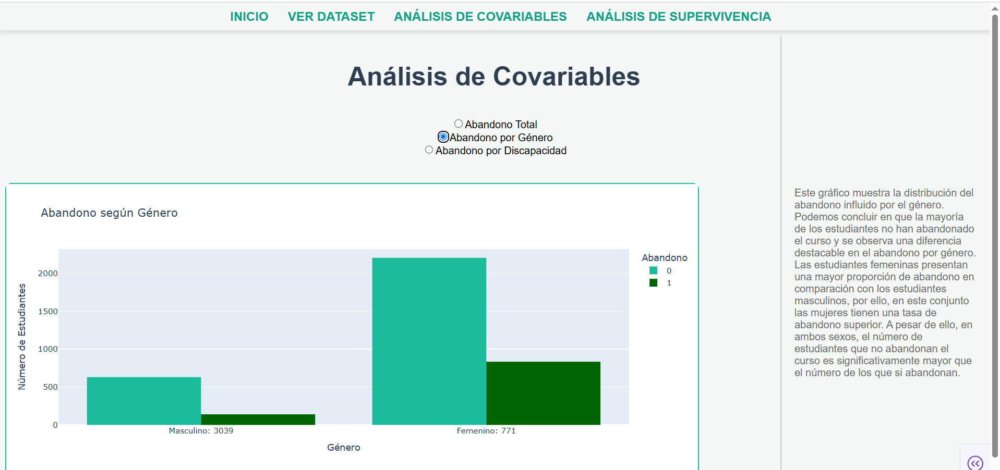 INICIO VER DATASET ANÁLISIS DE COVARIABLES ANÁLISIS DE SUPERVIVENCIA
Análisis de Covariables
Abandono Total
Abandono por Género
Abandono por Discapacidad
Abandono según Género
Número de Estudiantes
2000
1500
1000
500
0
Masculino: 3039
Femenino: 771
Género
Abandono
0
1
Este gráfico muestra la distribución del
abandono influido por el género.
Podemos concluir en que la mayoría
de los estudiantes no han abandonado
el curso y se observa una diferencia
destacable en el abandono por género.
Las estudiantes femeninas presentan
una mayor proporción de abandono en
comparación con los estudiantes
masculinos, por ello, en este conjunto
las mujeres tienen una tasa de
abandono superior. A pesar de ello, en
ambos sexos, el número de
estudiantes que no abandonan el
curso es significativamente mayor que
el número de los que si abandonan.